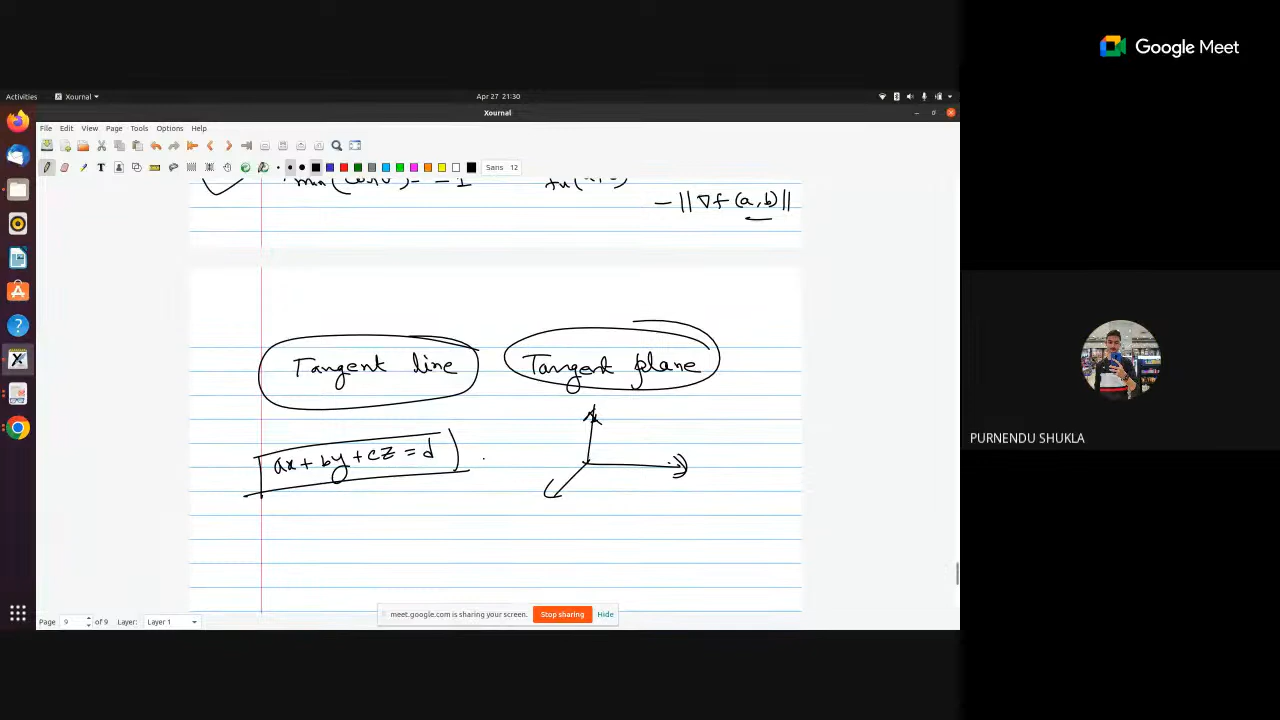 Google Meet
Activities Xournal Apr 27 21:30
Xournal
File Edit View Page Tools Options Help
Sans 12
= -1
- || ∇f (a,b) ||
Tangent line Tangent plane
ax + by + cz = d
PURNENDU SHUKLA
meet.google.com is sharing your screen. Stop sharing Hide
Page 9 of 9 Layer: Layer 1